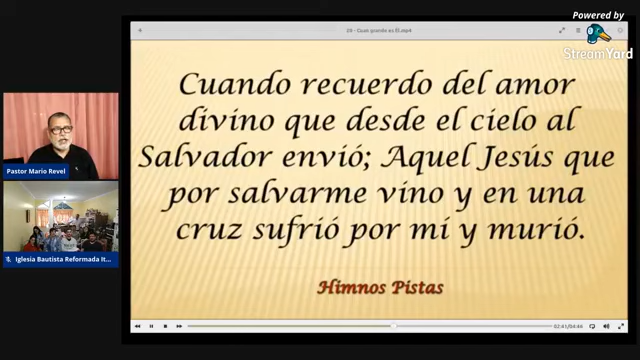 Powered by
StreamYard
19 - Cuan grande es Él.mp4
Cuando recuerdo del amor
divino que desde el cielo al
Salvador envió; Aquel Jesús que
por salvarme vino y en una
cruz sufrió por mí y murió.
Himnos Pistas
Pastor Mario Revel
Iglesia Bautista Reformada It...
02:41/04:46